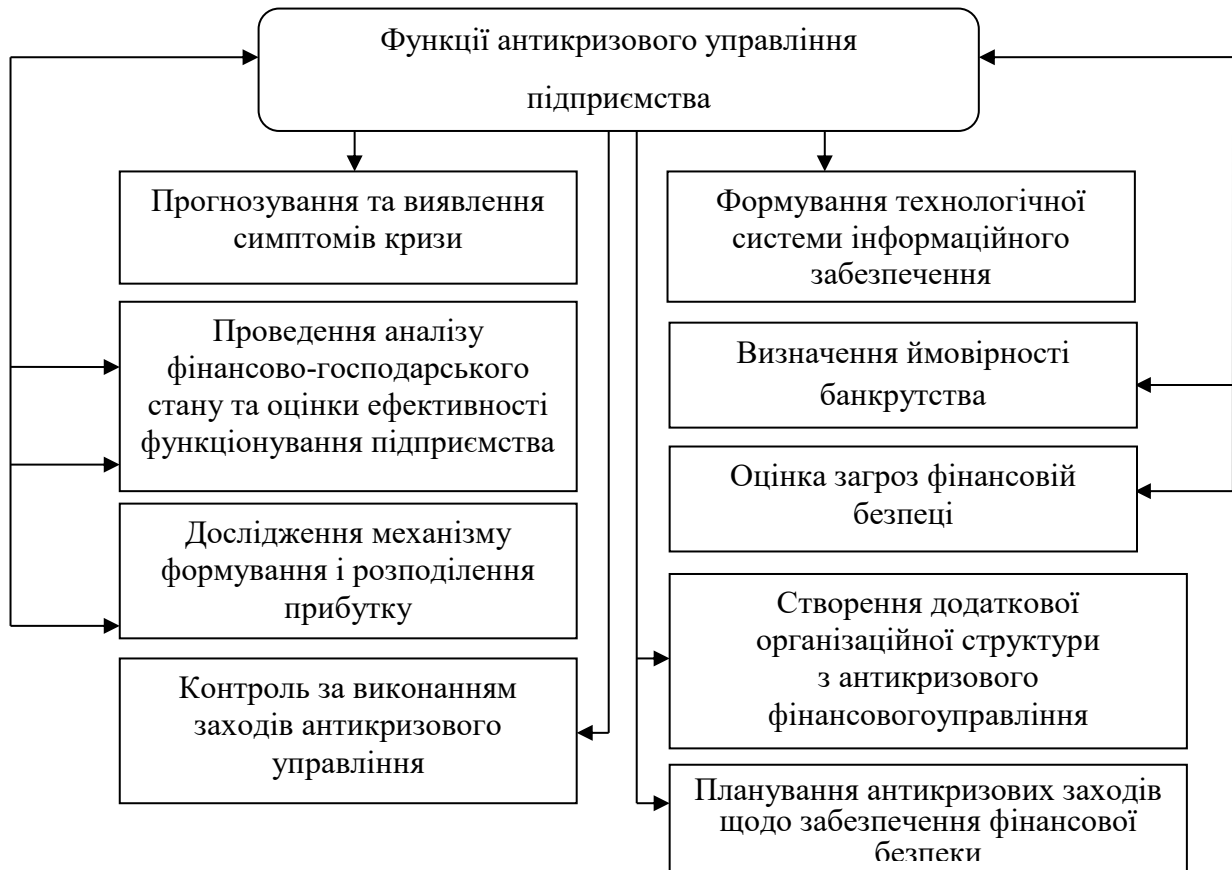 Функції антикризового управління
підприємства
Прогнозування та виявлення
симптомів кризи
Проведення аналізу
фінансово-господарського
стану та оцінки ефективності
функціонування підприємства
Дослідження механізму
формування і розподілення
прибутку
Контроль за виконанням
заходів антикризового
управління
Формування технологічної
системи інформаційного
забезпечення
Визначення ймовірності
банкрутства
Оцінка загроз фінансовій
безпеці
Створення додаткової
організаційної структури
з антикризового
фінансовогоуправління
Планування антикризових заходів
щодо забезпечення фінансової
безпеки